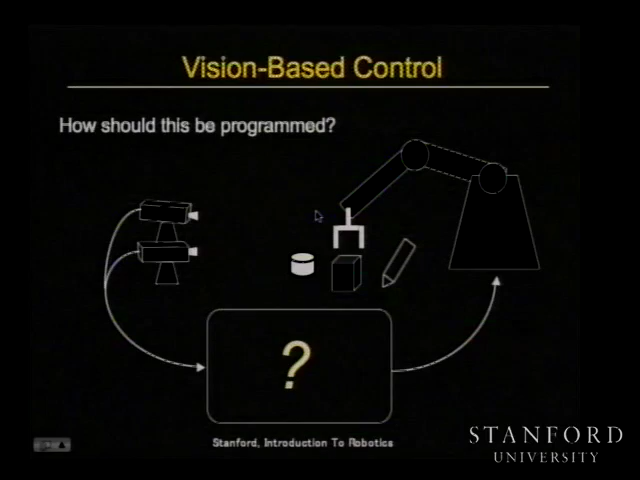 Vision-Based Control
How should this be programmed?
?
Stanford, Introduction To Robotics
STANFORD
UNIVERSITY